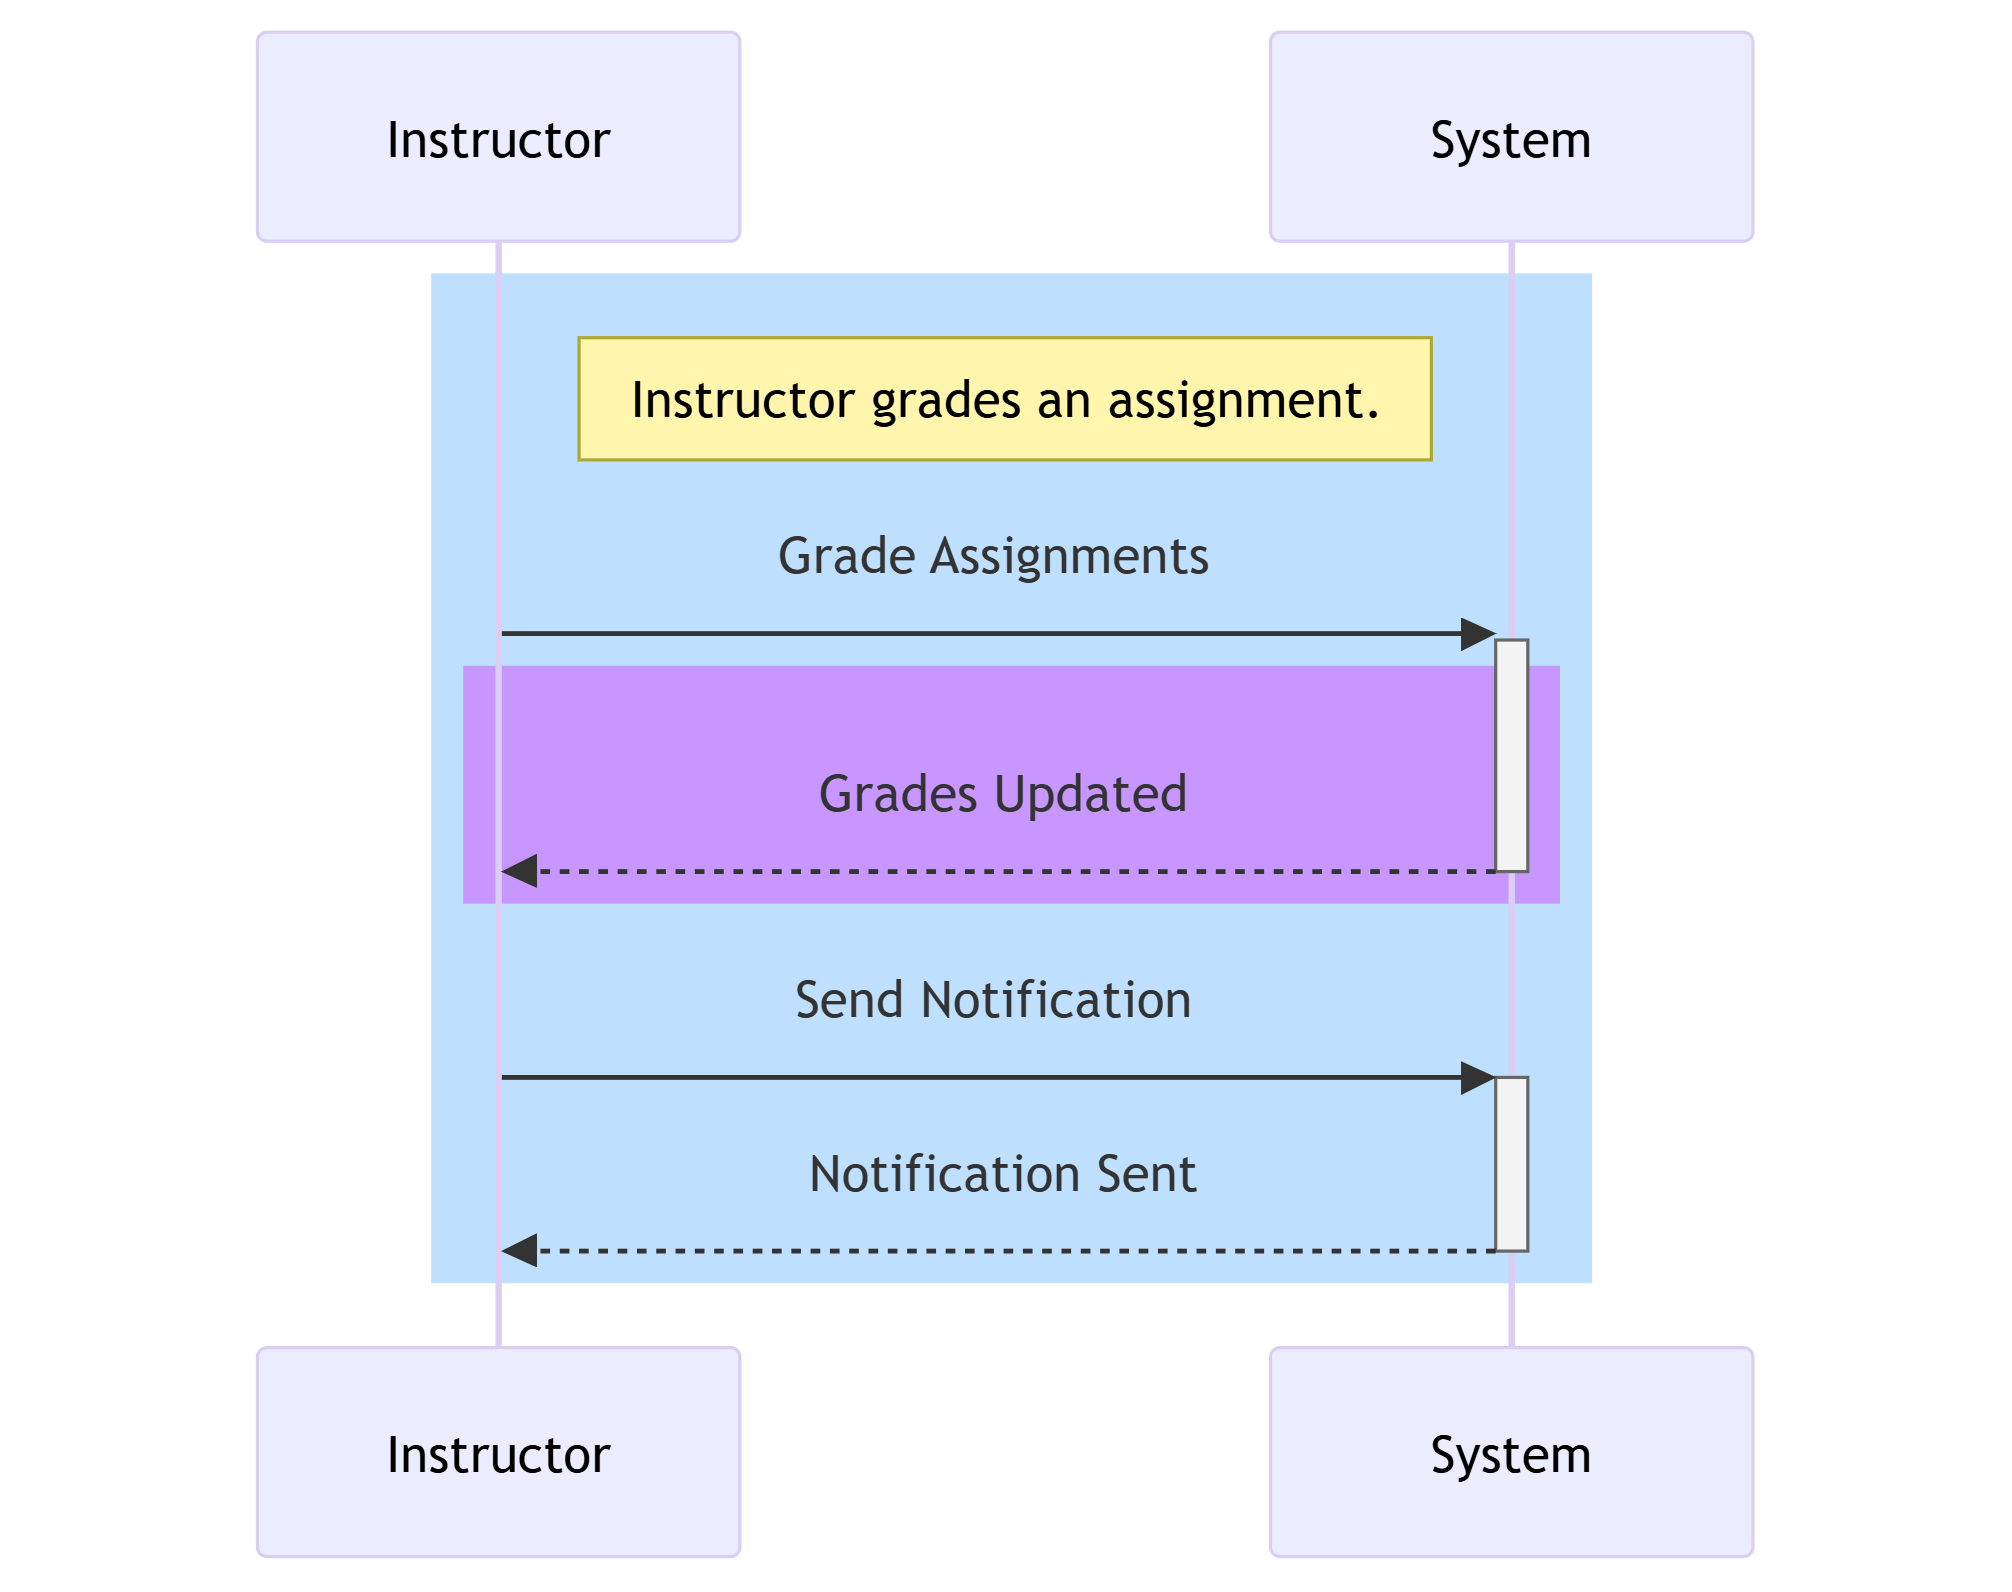 Instructor
System
Instructor grades an assignment.
Grade Assignments
Grades Updated
Send Notification
Notification Sent
Instructor
System